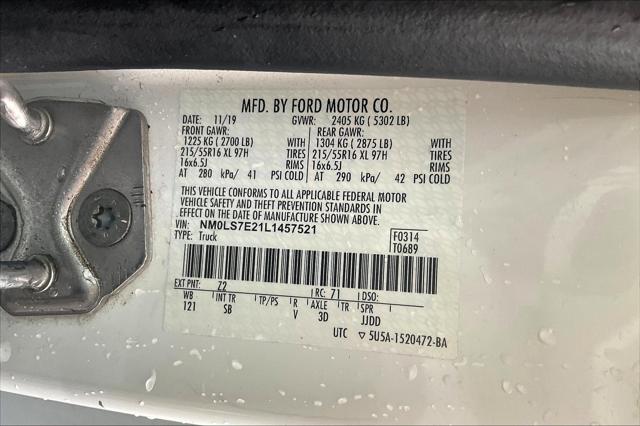 MFD. BY FORD MOTOR CO.
DATE: 11/19 GVWR: 2405 KG ( 5302 LB)
FRONT GAWR: REAR GAWR:
1225 KG ( 2700 LB) WITH 1304 KG ( 2875 LB) WITH
215/55R16 XL 97H TIRES 215/55R16 XL 97H TIRES
16x6.5J RIMS 16x6.5J RIMS
AT 280 kPa/ 41 PSI COLD AT 290 kPa/ 42 PSI COLD
THIS VEHICLE CONFORMS TO ALL APPLICABLE FEDERAL MOTOR
VEHICLE SAFETY AND THEFT PREVENTION STANDARDS IN
EFFECT ON THE DATE OF MANUFACTURE SHOWN ABOVE.
VIN: NM0LS7E21L1457521 F0314
TYPE: Truck T0689
EXT PNT: Z2 RC: 71 DSO:
WB INT TR TP/PS R AXLE TR SPR
121 SB V 3D JJDD
UTC ▽ 5U5A-1520472-BA